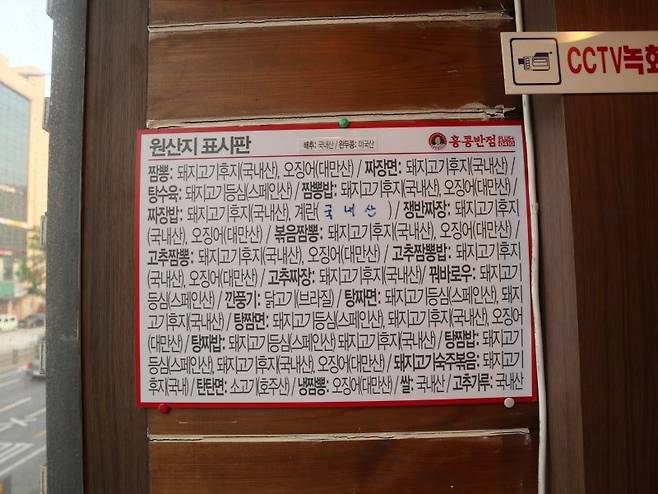 CCTV녹화
원산지 표시판 배추: 국내산 / 완두콩: 미국산 홍콩반점
짬뽕: 돼지고기후지(국내산), 오징어(대만산) / 짜장면: 돼지고기후지(국내산) /
탕수육: 돼지고기등심(스페인산) / 짬뽕밥: 돼지고기후지(국내산), 오징어(대만산) /
짜장밥: 돼지고기후지(국내산), 계란(국내산) / 쟁반짜장: 돼지고기후지
(국내산), 오징어(대만산) / 볶음짬뽕: 돼지고기후지(국내산), 오징어(대만산) /
고추짬뽕: 돼지고기후지(국내산), 오징어(대만산) / 고추짬뽕밥: 돼지고기후지
(국내산), 오징어(대만산) / 고추짜장: 돼지고기후지(국내산)/ 꿔바로우: 돼지고기
등심(스페인산) / 깐풍기: 닭고기(브라질) / 탕짜면: 돼지고기등심(스페인산), 돼지
고기후지(국내산) / 탕짬면: 돼지고기등심(스페인산), 돼지고기후지(국내산), 오징어
(대만산) / 탕짜밥: 돼지고기등심(스페인산 돼지고기후지(국내산) / 탕짬밥: 돼지고기
등심(스페인산), 돼지고기후지(국내산), 오징어(대만산) / 돼지고기숙주볶음: 돼지고기
후지(국내) / 탄탄면: 소고기(호주산) / 냉짬뽕: 오징어(대만산) / 쌀: 국내산 / 고추가루: 국내산